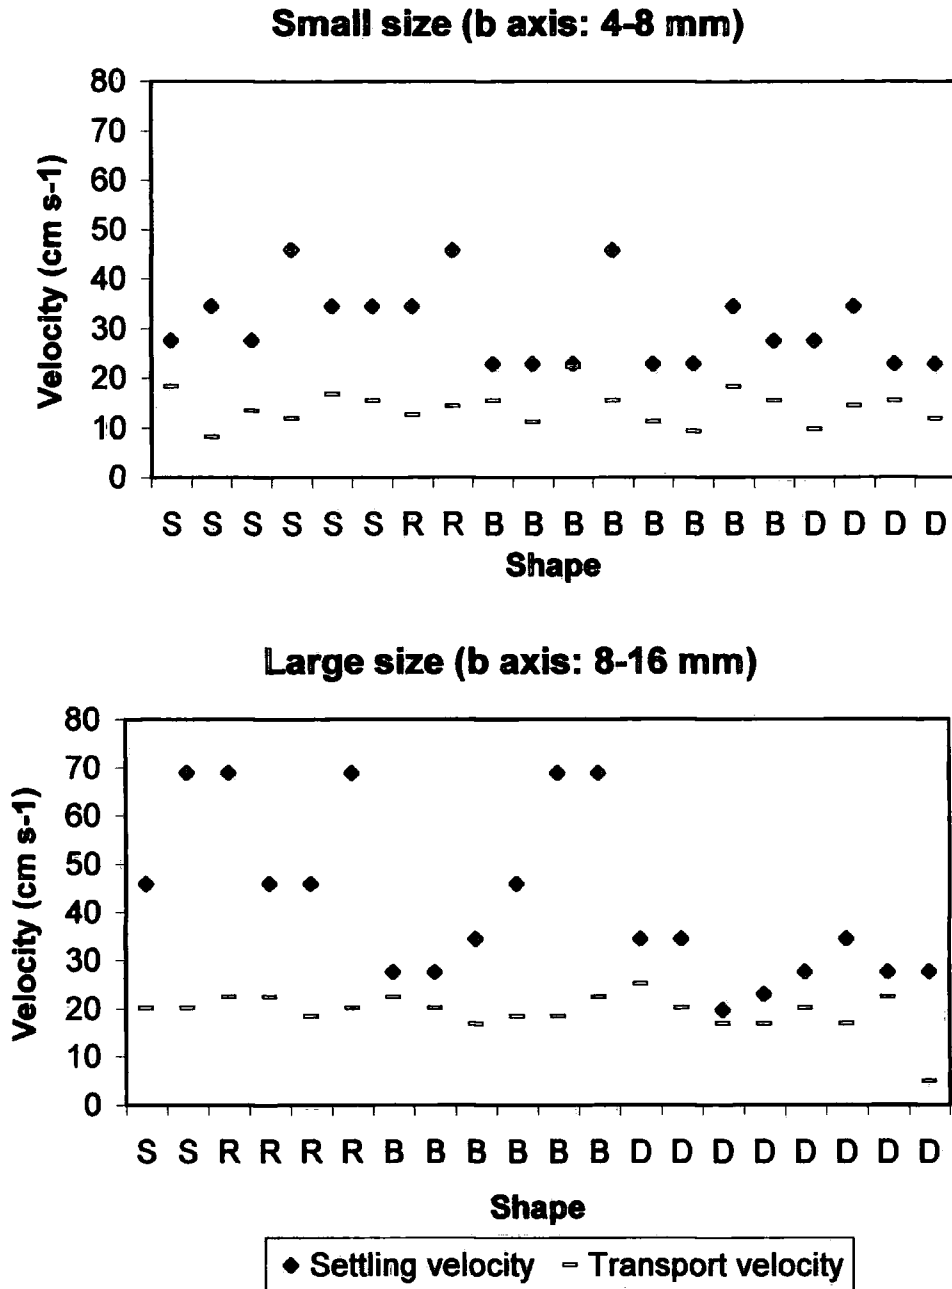 Small size (b axis: 4-8 mm)
80
70
60
50
40
30
20
10
0
Velocity (cm s-1)
S S S S S S R R B B B B B B B B D D D D
Shape
Large size (b axis: 8-16 mm)
80
70
60
50
40
30
20
10
0
Velocity (cm s-1)
S S R R R R B B B B B B D D D D D D D D
Shape
Settling velocity Transport velocity